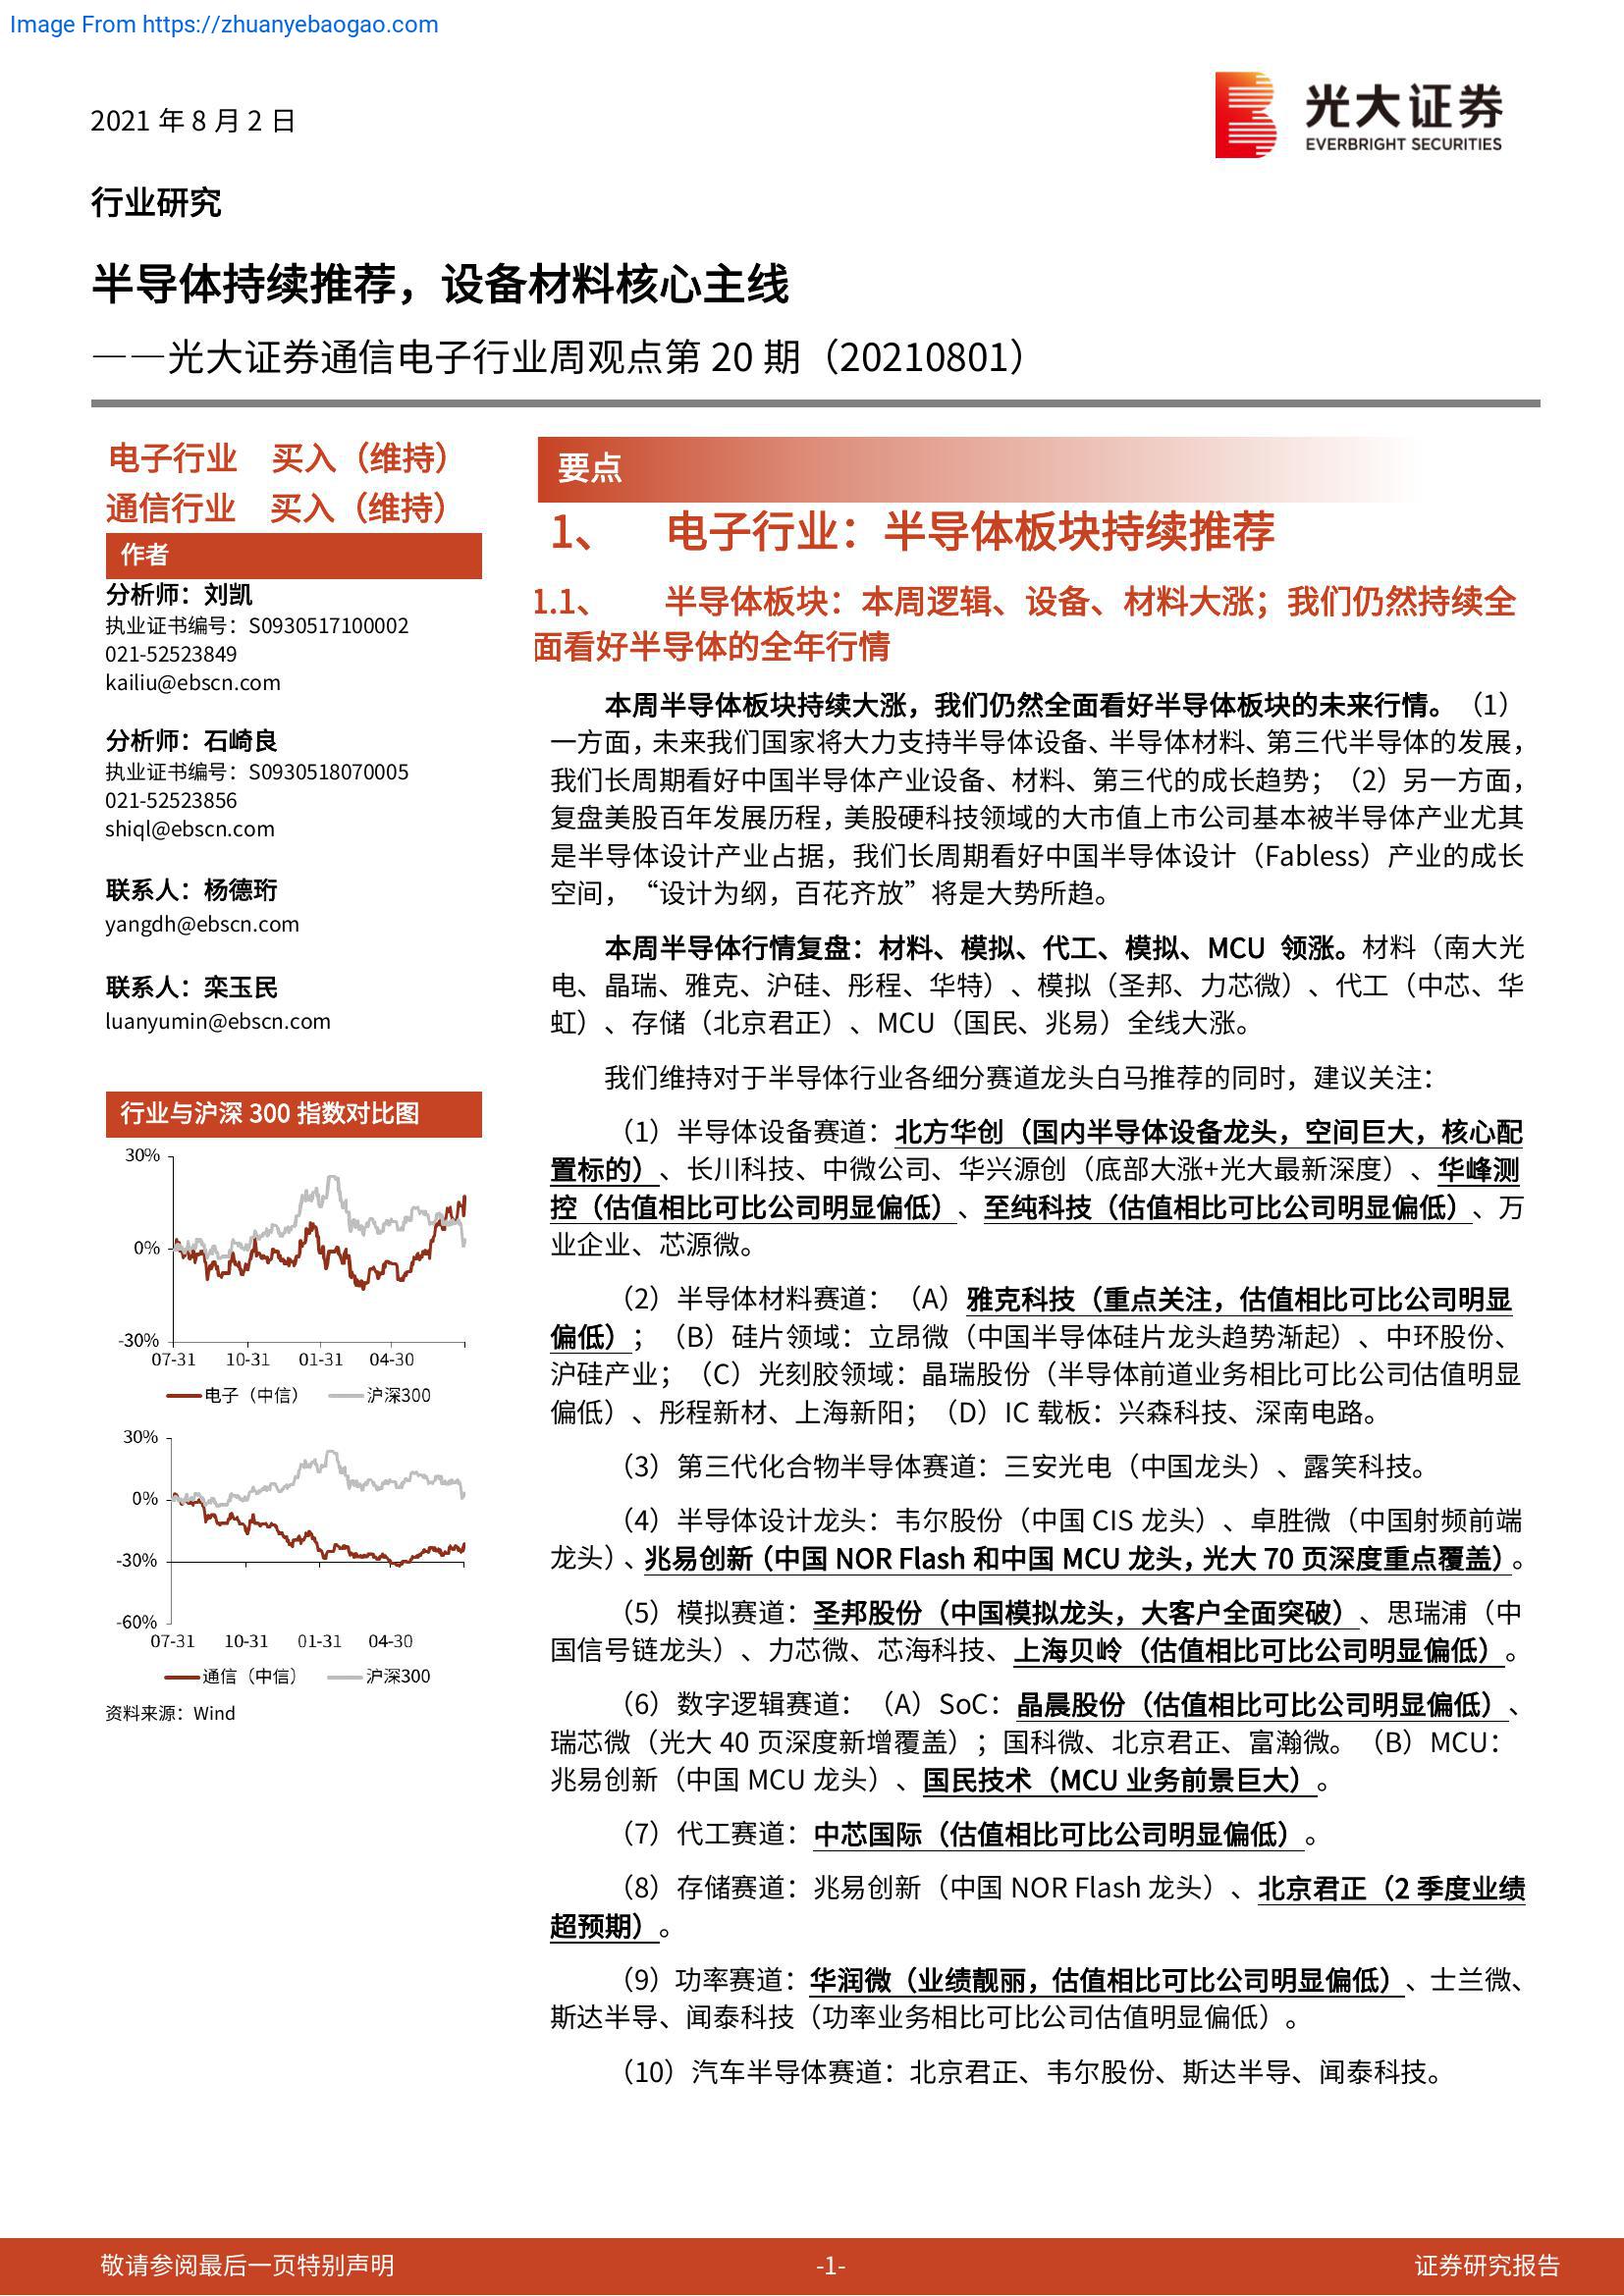 Image From https://zhuanyebaogao.com
2021 年 8 月 2 日
光大证券
EVERBRIGHT SECURITIES
行业研究
半导体持续推荐，设备材料核心主线
——光大证券通信电子行业周观点第 20 期（20210801）
电子行业 买入（维持）
通信行业 买入（维持）
作者
分析师：刘凯
执业证书编号：S0930517100002
021-52523849
kailiu@ebscn.com
分析师：石崎良
执业证书编号：S0930518070005
021-52523856
shiql@ebscn.com
联系人：杨德珩
yangdh@ebscn.com
联系人：栾玉民
luanyumin@ebscn.com
行业与沪深 300 指数对比图
30%
0%
-30%
07-31 10-31 01-31 04-30
电子（中信） 沪深300
30%
0%
-30%
-60%
07-31 10-31 01-31 04-30
通信（中信） 沪深300
资料来源：Wind
要点
1、 电子行业：半导体板块持续推荐
1.1、 半导体板块：本周逻辑、设备、材料大涨；我们仍然持续全
面看好半导体的全年行情
本周半导体板块持续大涨，我们仍然全面看好半导体板块的未来行情。（1）
一方面，未来我们国家将大力支持半导体设备、半导体材料、第三代半导体的发展，
我们长周期看好中国半导体产业设备、材料、第三代的成长趋势；（2）另一方面，
复盘美股百年发展历程，美股硬科技领域的大市值上市公司基本被半导体产业尤其
是半导体设计产业占据，我们长周期看好中国半导体设计（Fabless）产业的成长
空间，“设计为纲，百花齐放”将是大势所趋。
本周半导体行情复盘：材料、模拟、代工、模拟、MCU 领涨。材料（南大光
电、晶瑞、雅克、沪硅、彤程、华特）、模拟（圣邦、力芯微）、代工（中芯、华
虹）、存储（北京君正）、MCU（国民、兆易）全线大涨。
我们维持对于半导体行业各细分赛道龙头白马推荐的同时，建议关注：
（1）半导体设备赛道：北方华创（国内半导体设备龙头，空间巨大，核心配
置标的）、长川科技、中微公司、华兴源创（底部大涨+光大最新深度）、华峰测
控（估值相比可比公司明显偏低）、至纯科技（估值相比可比公司明显偏低）、万
业企业、芯源微。
（2）半导体材料赛道：（A）雅克科技（重点关注，估值相比可比公司明显
偏低）；（B）硅片领域：立昂微（中国半导体硅片龙头趋势渐起）、中环股份、
沪硅产业；（C）光刻胶领域：晶瑞股份（半导体前道业务相比可比公司估值明显
偏低）、彤程新材、上海新阳；（D）IC 载板：兴森科技、深南电路。
（3）第三代化合物半导体赛道：三安光电（中国龙头）、露笑科技。
（4）半导体设计龙头：韦尔股份（中国 CIS 龙头）、卓胜微（中国射频前端
龙头）、兆易创新（中国 NOR Flash 和中国 MCU 龙头，光大 70 页深度重点覆盖）。
（5）模拟赛道：圣邦股份（中国模拟龙头，大客户全面突破）、思瑞浦（中
国信号链龙头）、力芯微、芯海科技、上海贝岭（估值相比可比公司明显偏低）。
（6）数字逻辑赛道：（A）SoC：晶晨股份（估值相比可比公司明显偏低）、
瑞芯微（光大 40 页深度新增覆盖）；国科微、北京君正、富瀚微。（B）MCU：
兆易创新（中国 MCU 龙头）、国民技术（MCU 业务前景巨大）。
（7）代工赛道：中芯国际（估值相比可比公司明显偏低）。
（8）存储赛道：兆易创新（中国 NOR Flash 龙头）、北京君正（2 季度业绩
超预期）。
（9）功率赛道：华润微（业绩靓丽，估值相比可比公司明显偏低）、士兰微、
斯达半导、闻泰科技（功率业务相比可比公司估值明显偏低）。
（10）汽车半导体赛道：北京君正、韦尔股份、斯达半导、闻泰科技。
敬请参阅最后一页特别声明 -1- 证券研究报告